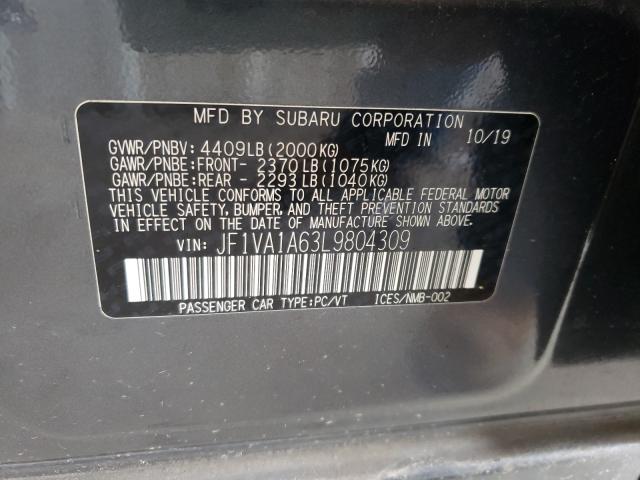 MFD BY SUBARU CORPORATION
MFD IN 10/19
GVWR/PNBV: 4409LB(2000KG)
GAWR/PNBE:FRONT- 2370LB(1075KG)
GAWR/PNBE:REAR - 2293LB(1040KG)
THIS VEHICLE CONFORMS TO ALL APPLICABLE FEDERAL MOTOR
VEHICLE SAFETY, BUMPER, AND THEFT PREVENTION STANDARDS
IN EFFECT ON THE DATE OF MANUFACTURE SHOWN ABOVE.
VIN: JF1VA1A63L9804309
PASSENGER CAR TYPE:PC/VT ICES/NMB-002